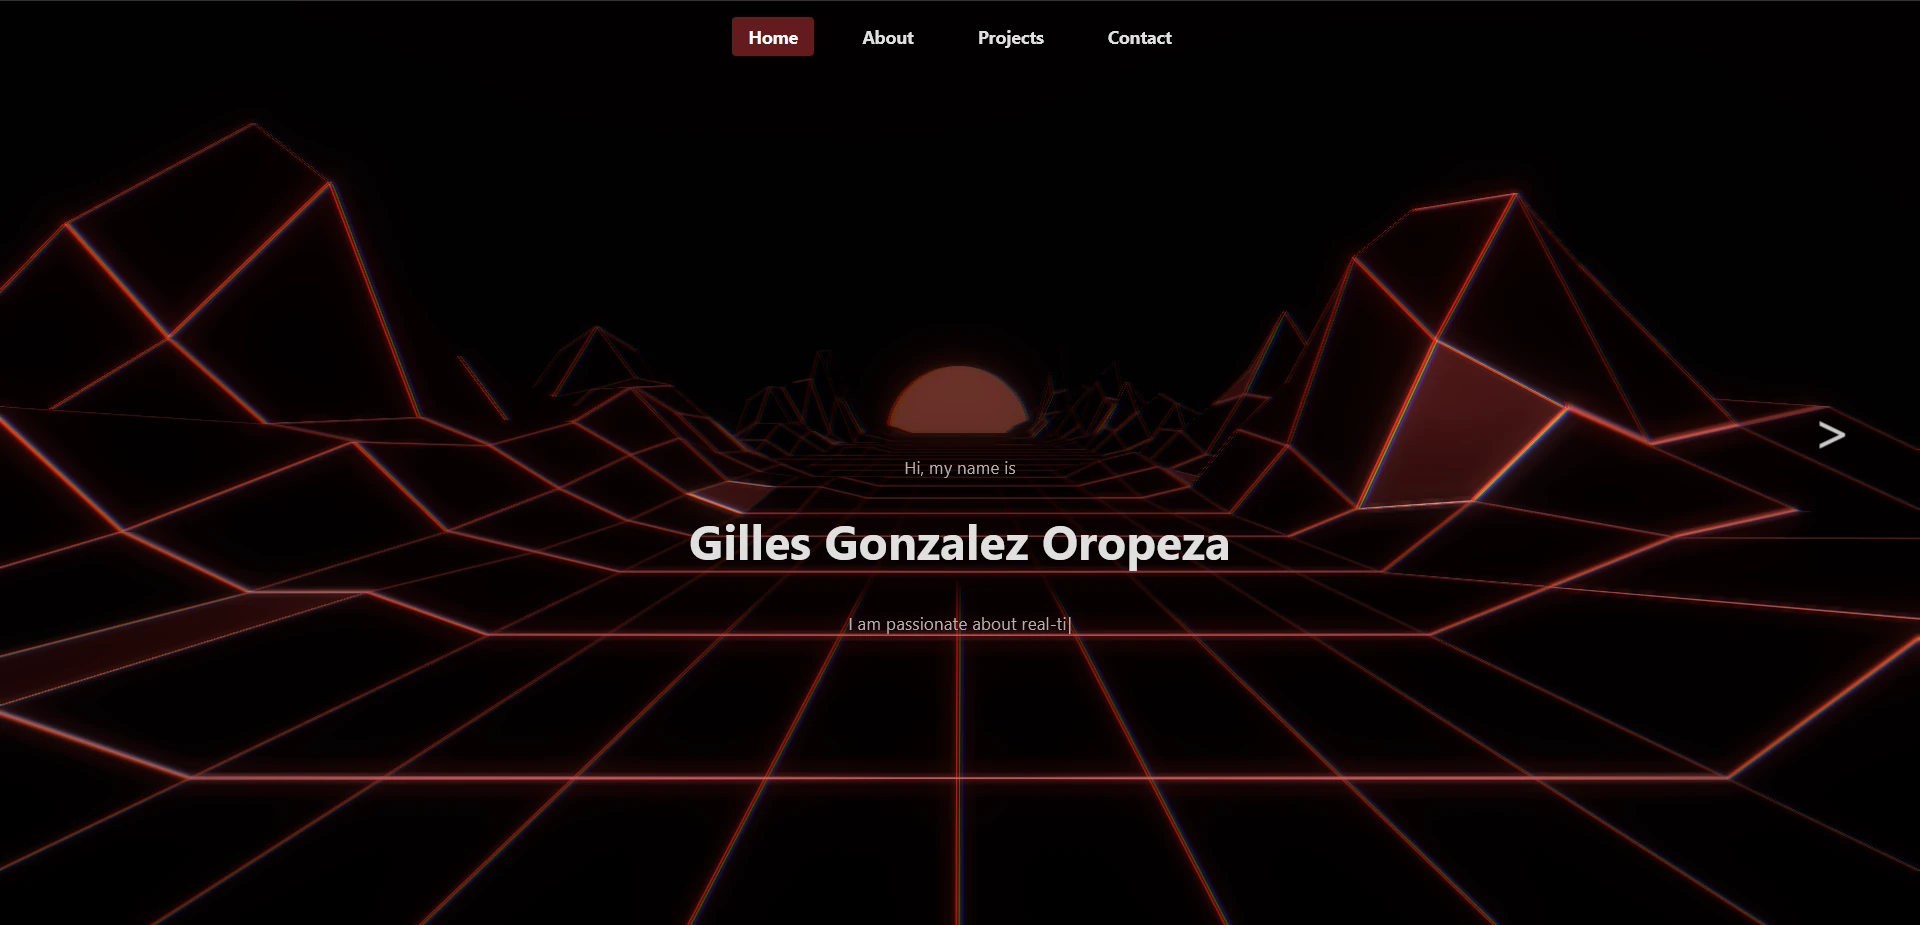 Home About Projects Contact
>
Hi, my name is
Gilles Gonzalez Oropeza
I am passionate about real-ti|